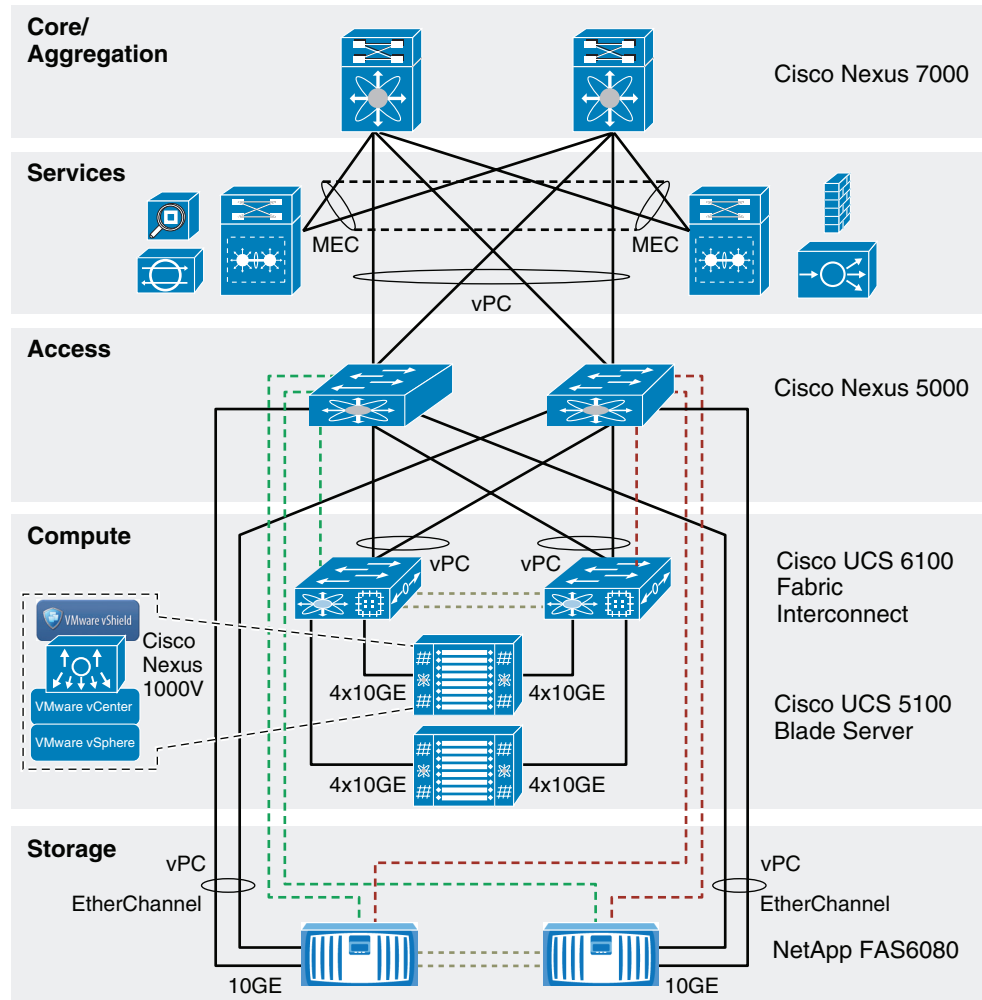 Core/
Aggregation
Cisco Nexus 7000
Services
MEC
MEC
vPC
Access
Cisco Nexus 5000
Compute
vPC
vPC
Cisco UCS 6100
Fabric
Interconnect
VMware vShield
Cisco
Nexus
1000V
VMware vCenter
VMware vSphere
4x10GE
4x10GE
Cisco UCS 5100
Blade Server
4x10GE
4x10GE
Storage
vPC
vPC
EtherChannel
EtherChannel
NetApp FAS6080
10GE
10GE